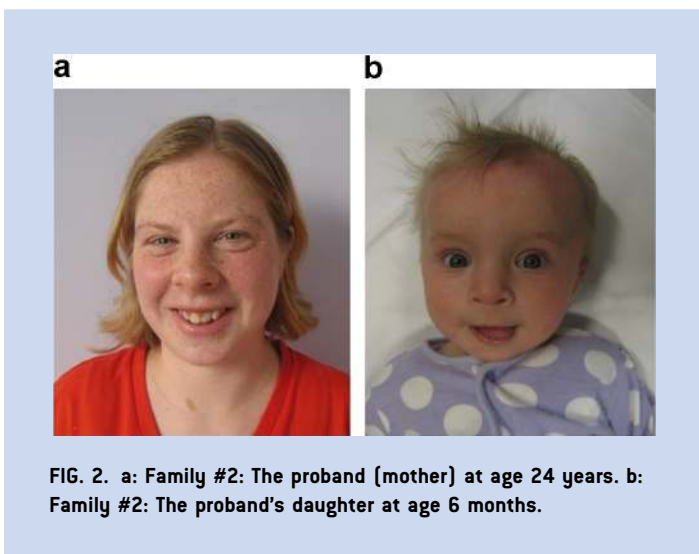 a b
FIG. 2. a: Family #2: The proband (mother) at age 24 years. b:
Family #2: The proband's daughter at age 6 months.